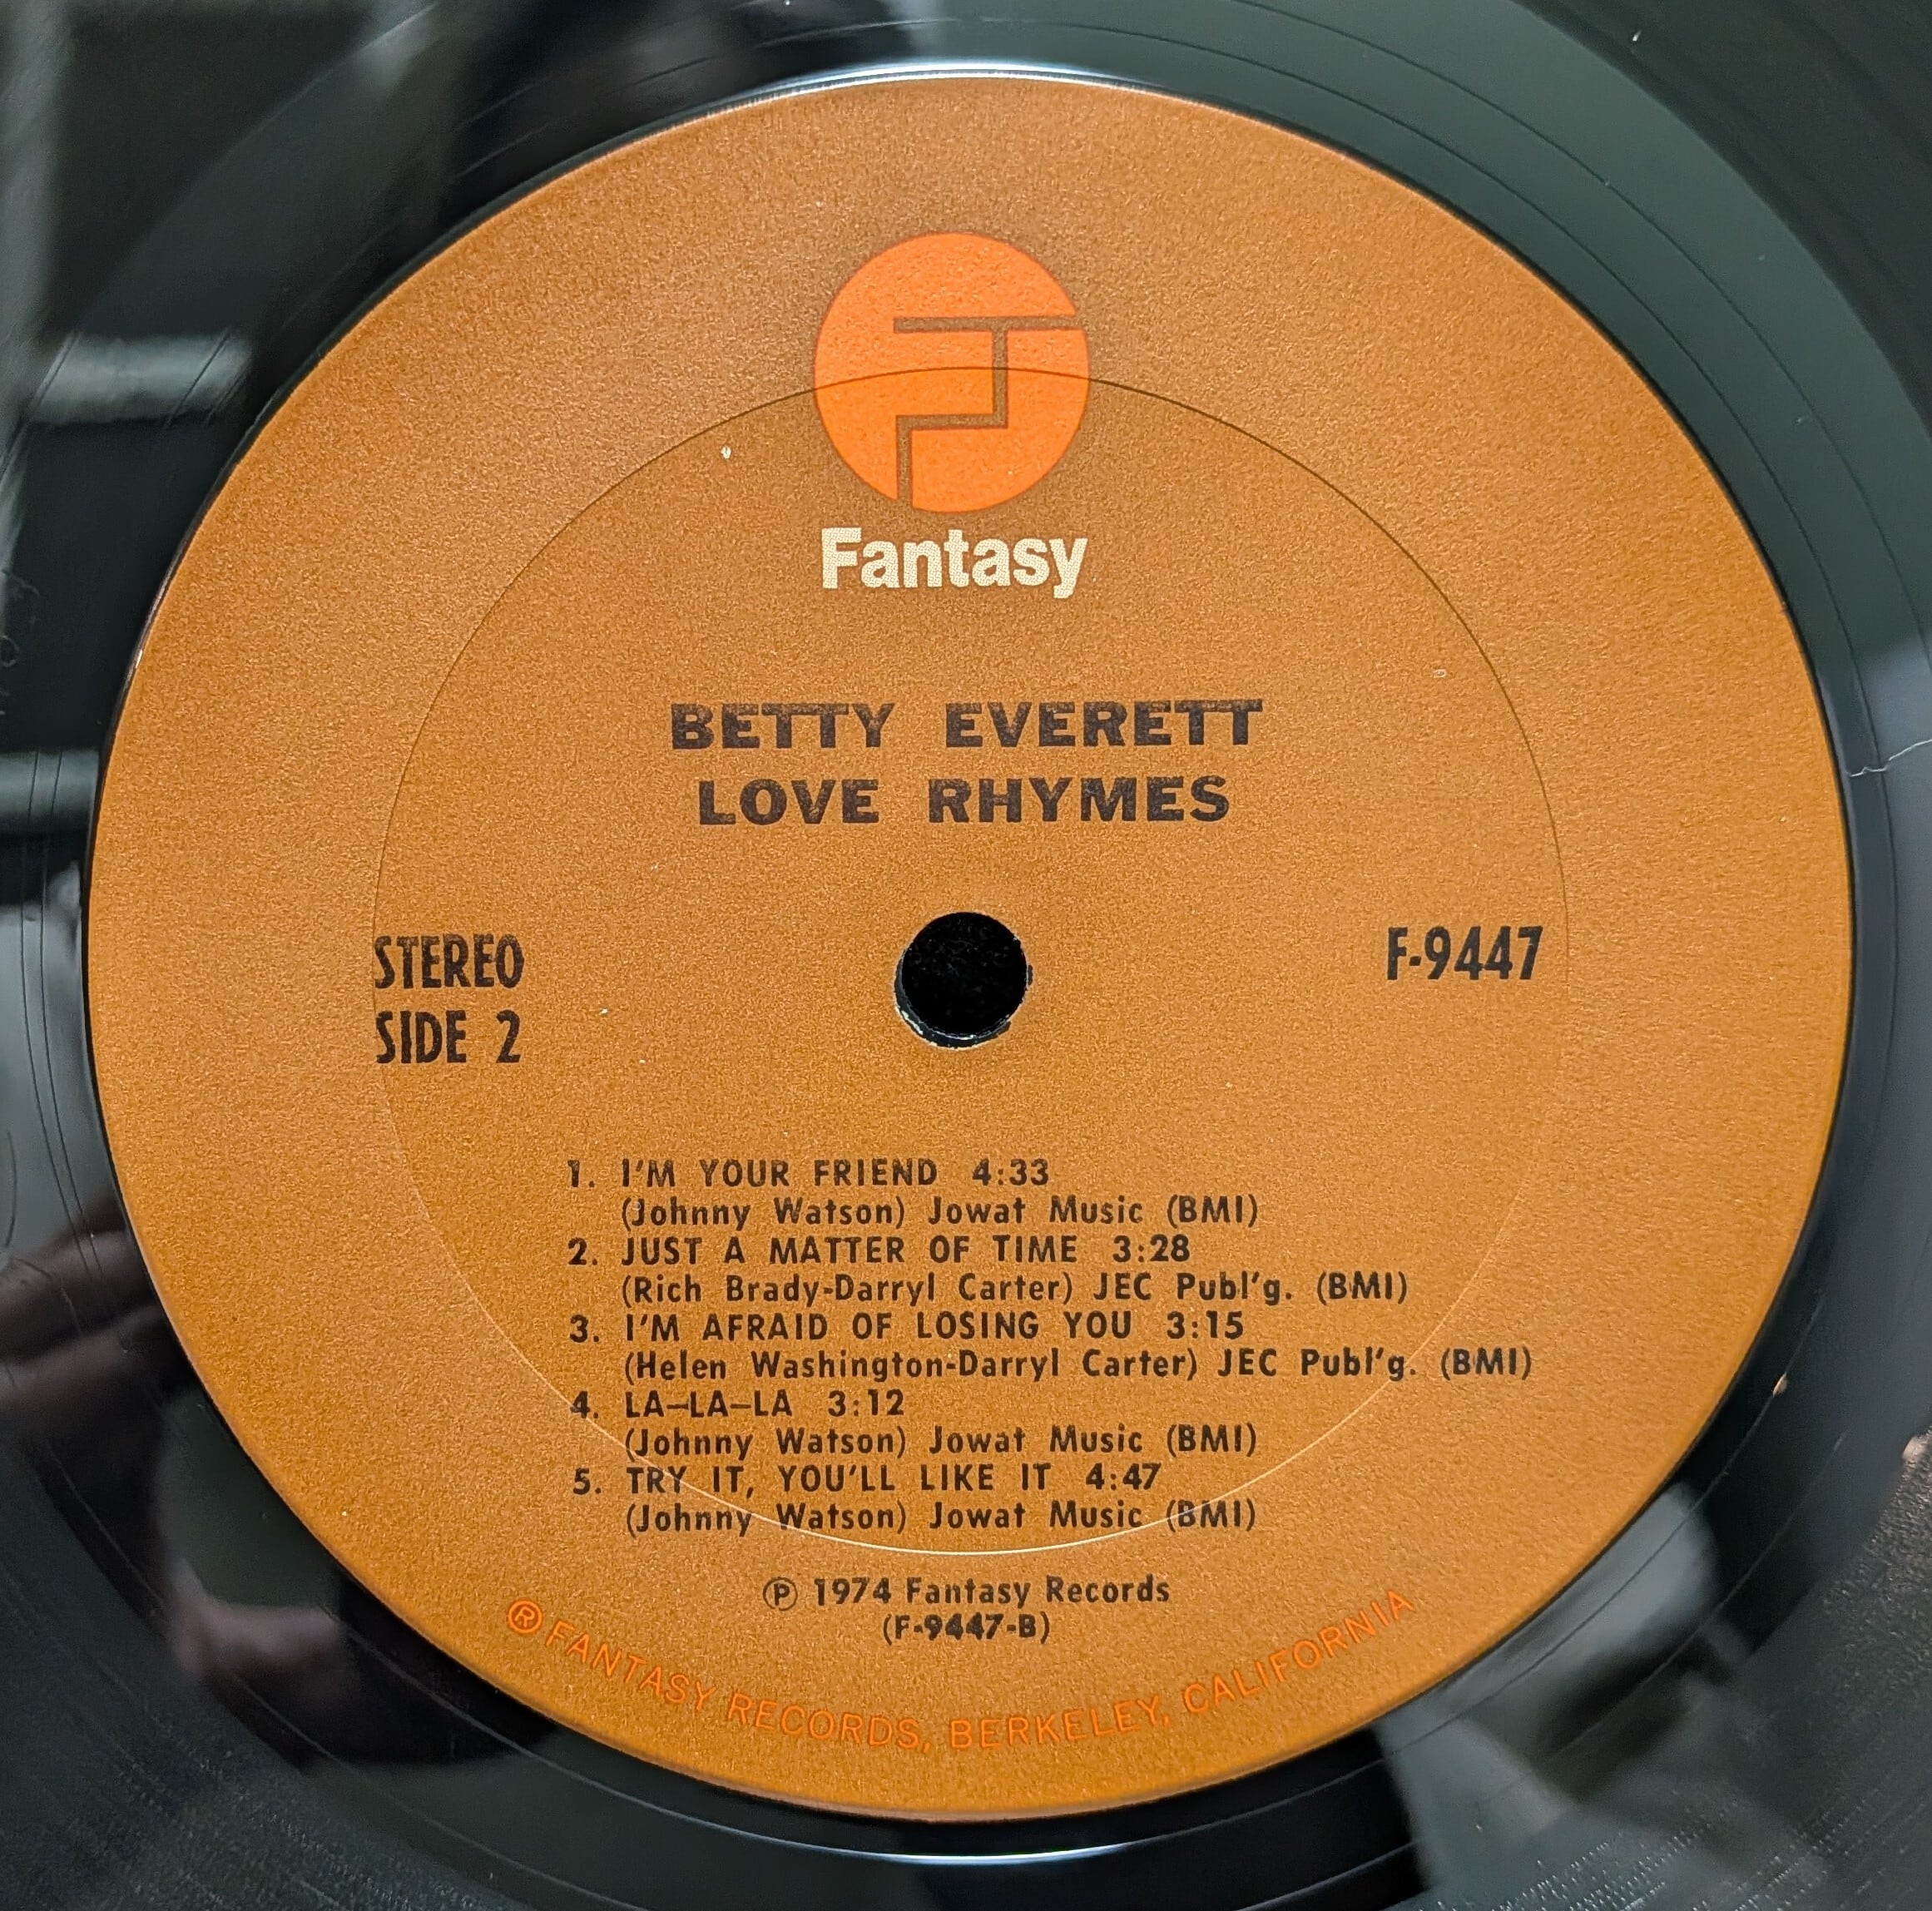 Fantasy
BETTY EVERETT
LOVE RHYMES
STEREO
SIDE 2
F-9447
1. I'M YOUR FRIEND 4:33
(Johnny Watson) Jowat Music (BMI)
2. JUST A MATTER OF TIME 3:28
(Rich Brady-Darryl Carter) JEC Publ'g. (BMI)
3. I'M AFRAID OF LOSING YOU 3:15
(Helen Washington-Darryl Carter) JEC Publ'g. (BMI)
4. LA-LA-LA 3:12
(Johnny Watson) Jowat Music (BMI)
5. TRY IT, YOU'LL LIKE IT 4:47
(Johnny Watson) Jowat Music (BMI)
℗ 1974 Fantasy Records
(F-9447-B)
® FANTASY RECORDS, BERKELEY, CALIFORNIA